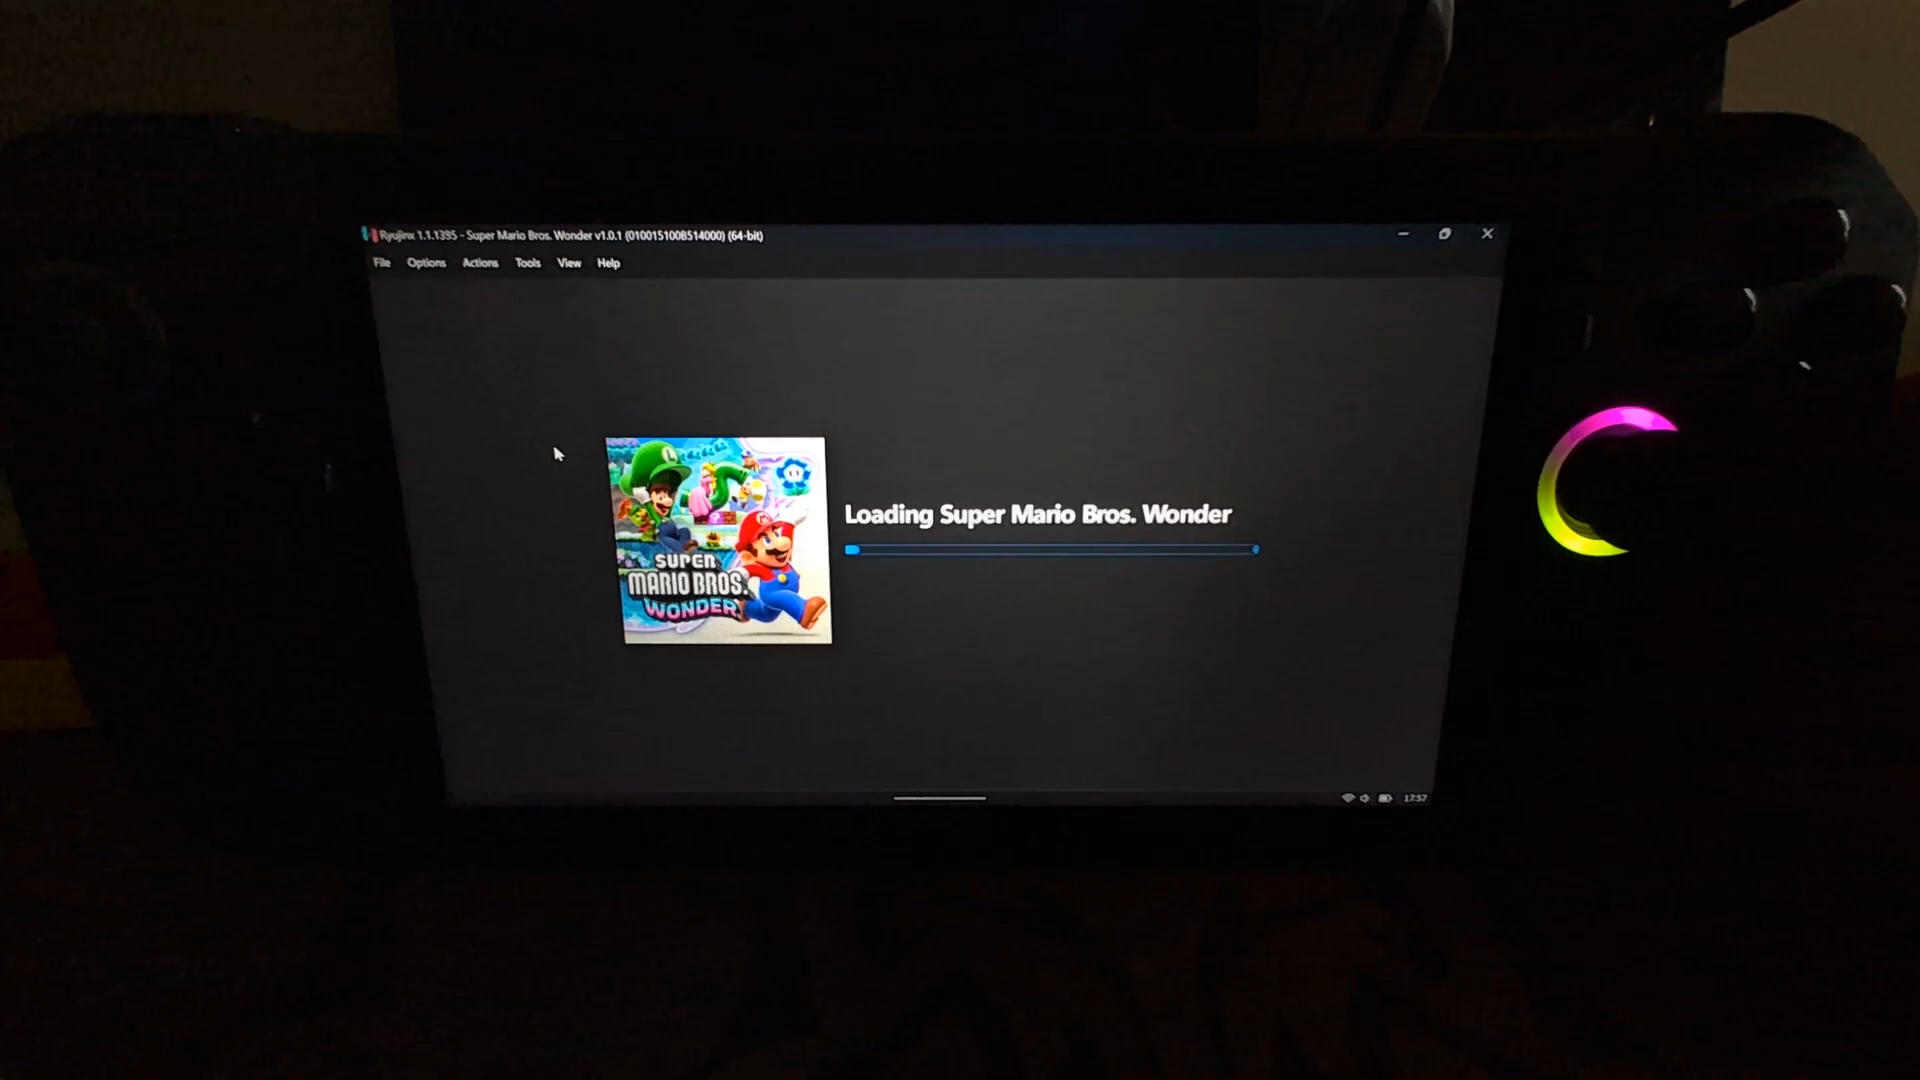 Ryujinx 1.1.1395 - Super Mario Bros. Wonder v1.0.1 (010015100B514000) (64-bit)
File Options Actions Tools View Help
SUPER
MARIO BROS.
WONDER
Loading Super Mario Bros. Wonder
17:57